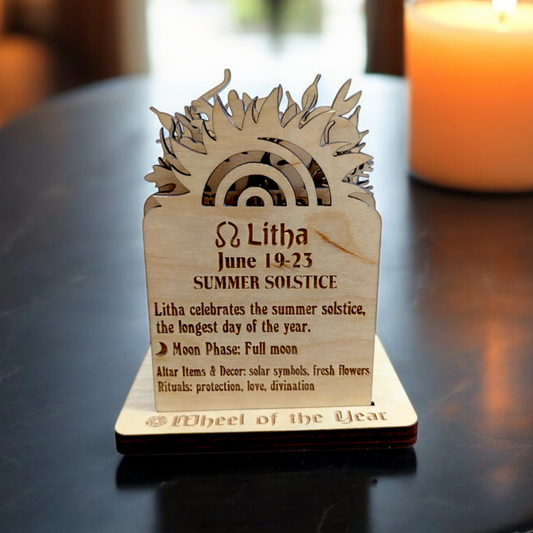 Litha
June 19-23
SUMMER SOLSTICE
Litha celebrates the summer solstice,
the longest day of the year.
Moon Phase: Full moon
Altar Items & Decor: solar symbols, fresh flowers
Rituals: protection, love, divination
Wheel of the Year